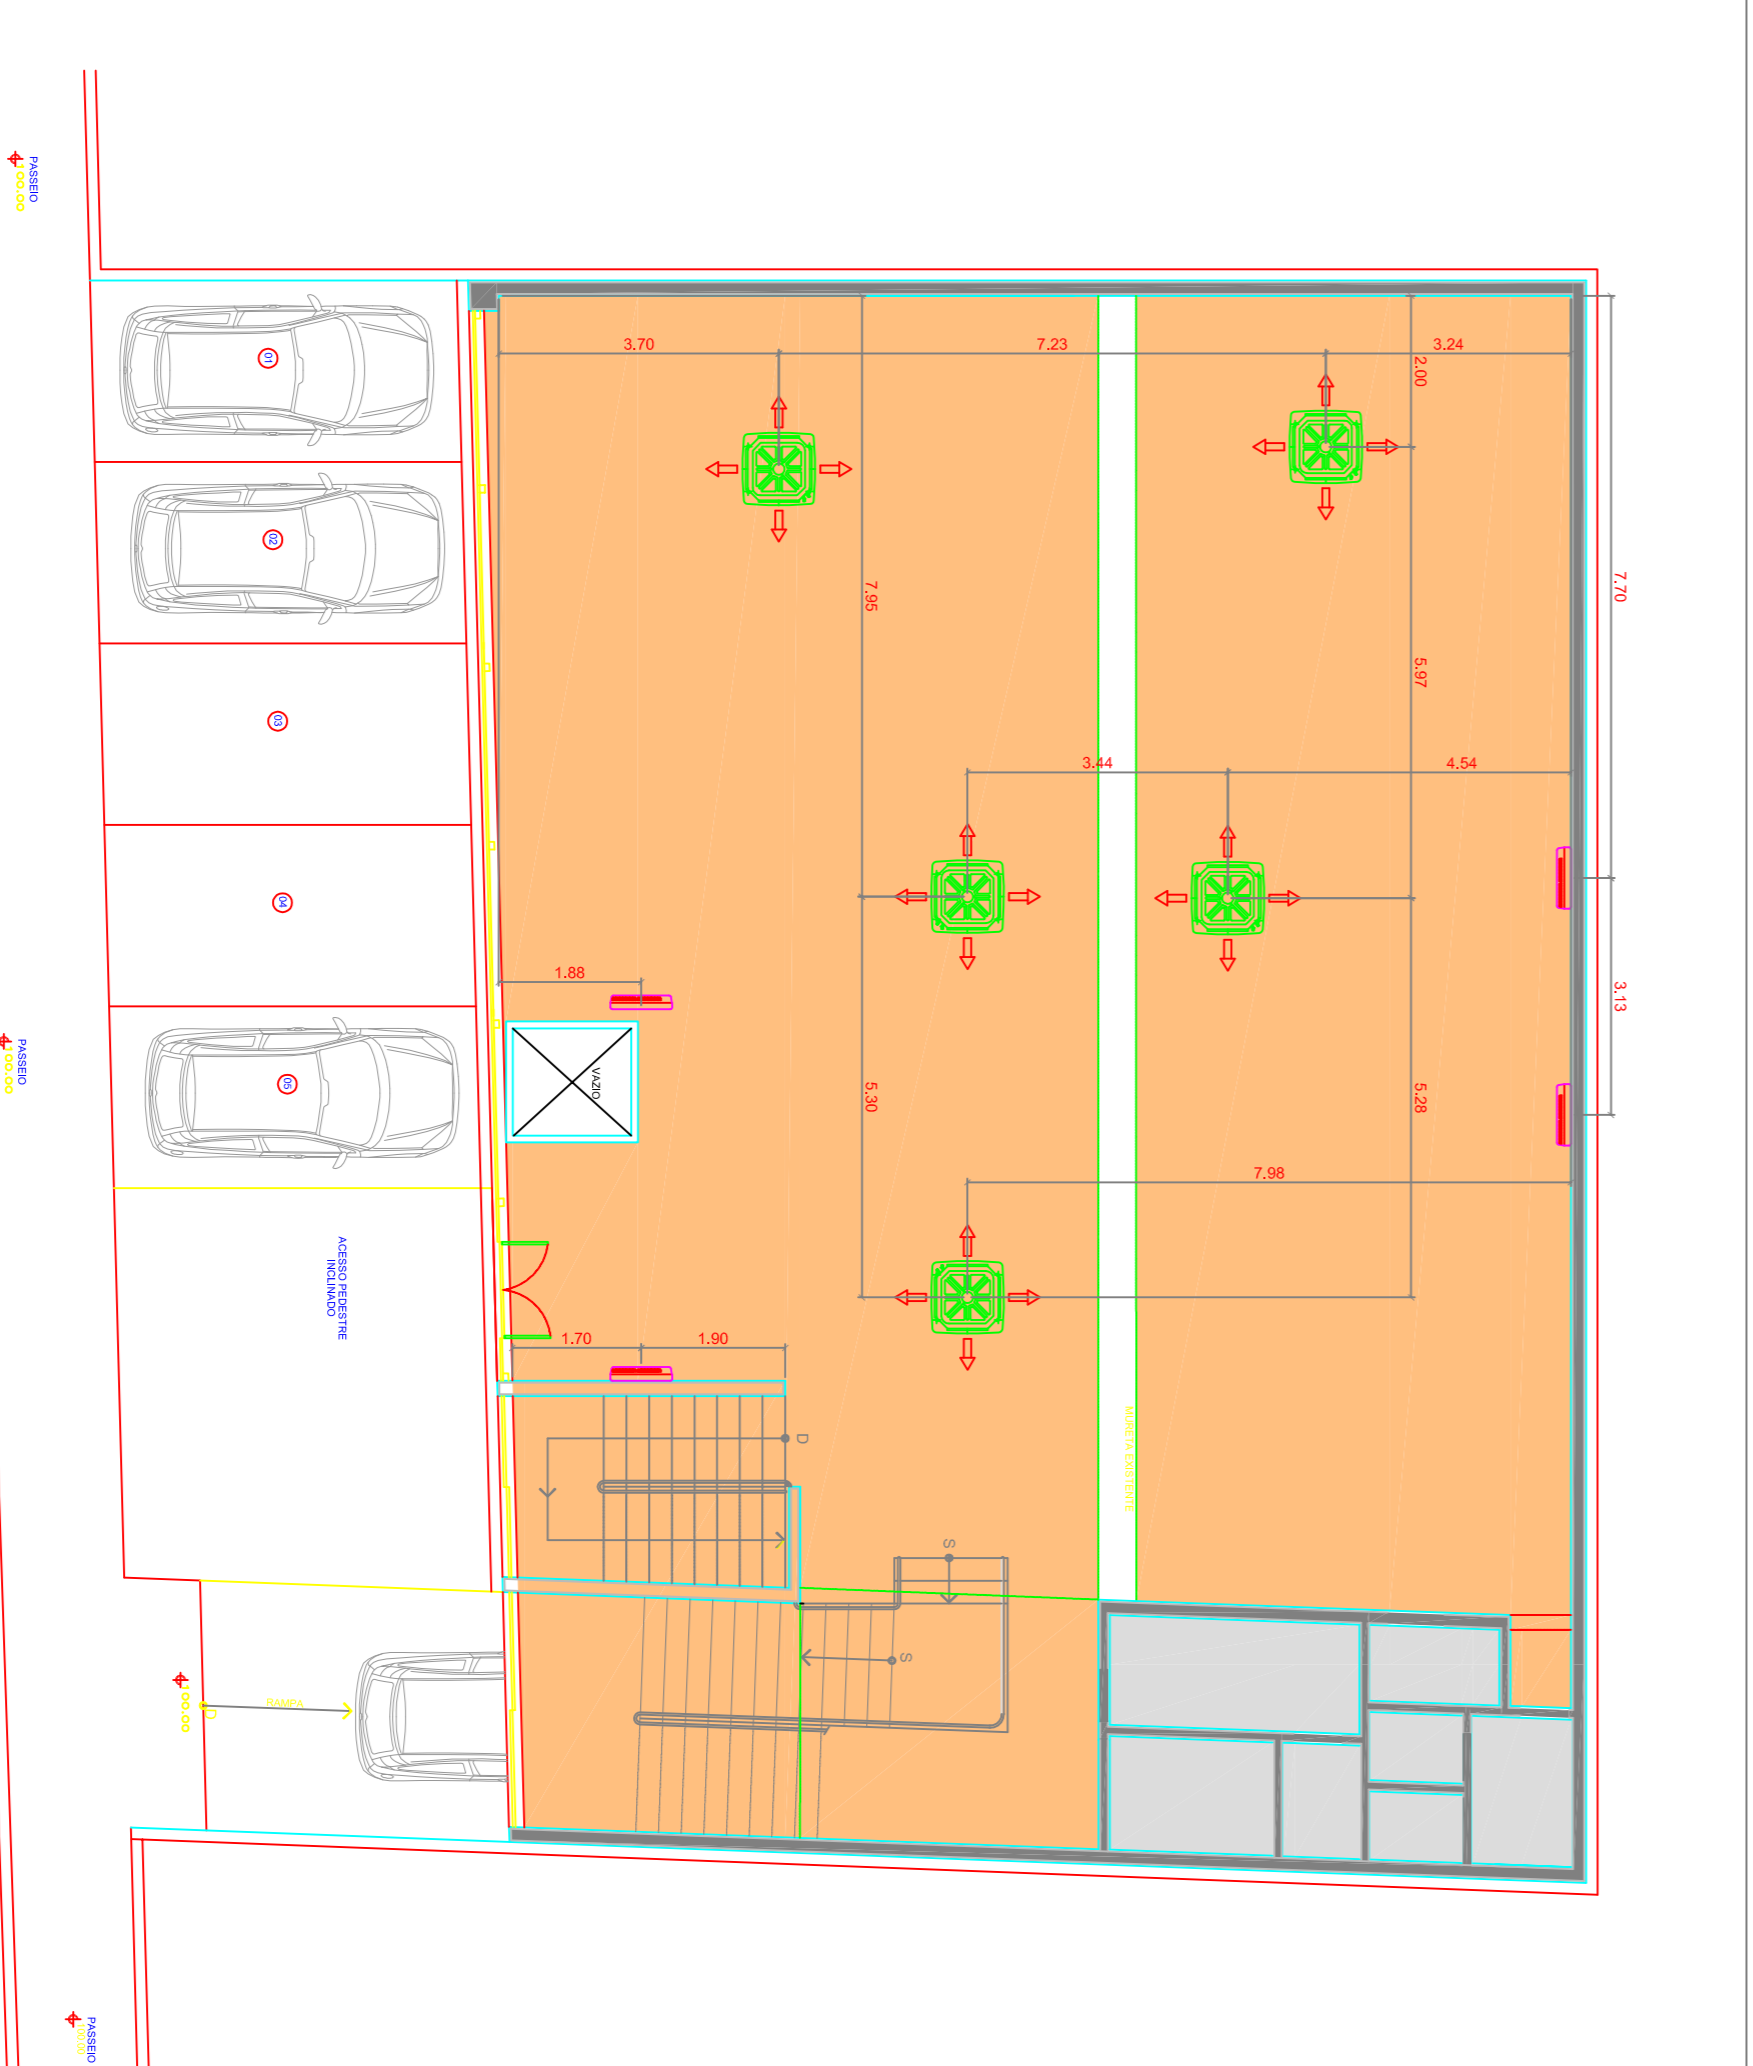 PASSEIO
100.00
01
3.70
7.23
3.24
2.00
02
7.95
7.70
5.97
03
3.44
4.54
04
1.88
3.13
PASSEIO
100.00
05
VAZIO
5.30
5.28
7.98
ACESSO PEDESTRE
INCLINADO
1.70
1.90
D
MURETA EXISTENTE
S
S
100.00
D
RAMPA
PASSEIO
100.00